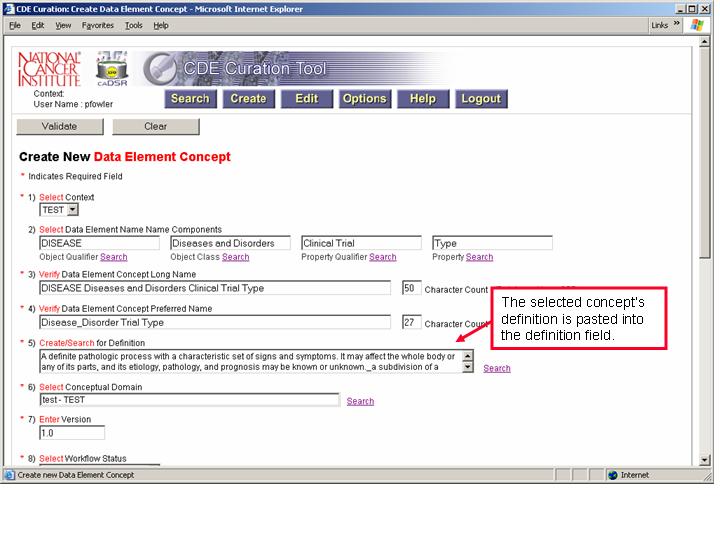 CDE Curation: Create Data Element Concept - Microsoft Internet Explorer
File Edit View Favorites Tools Help
Links »
NATIONAL
CANCER
INSTITUTE
caDSR
CDE Curation Tool
Context:
User Name : pfowler
Search Create Edit Options Help Logout
Validate Clear
Create New Data Element Concept
* Indicates Required Field
* 1) Select Context
TEST
2) Select Data Element Name Name Components
DISEASE Diseases and Disorders Clinical Trial Type
Object Qualifier Search Object Class Search Property Qualifier Search Property Search
* 3) Verify Data Element Concept Long Name
DISEASE Diseases and Disorders Clinical Trial Type 50 Character Count
* 4) Verify Data Element Concept Preferred Name
Disease_Disorder Trial Type 27 Character Count
The selected concept's
definition is pasted into
the definition field.
* 5) Create/Search for Definition
A definite pathologic process with a characteristic set of signs and symptoms. It may affect the whole body or
any of its parts, and its etiology, pathology, and prognosis may be known or unknown._a subdivision of a
Search
* 6) Select Conceptual Domain
test - TEST Search
* 7) Enter Version
1.0
* 8) Select Workflow Status
Create new Data Element Concept Internet